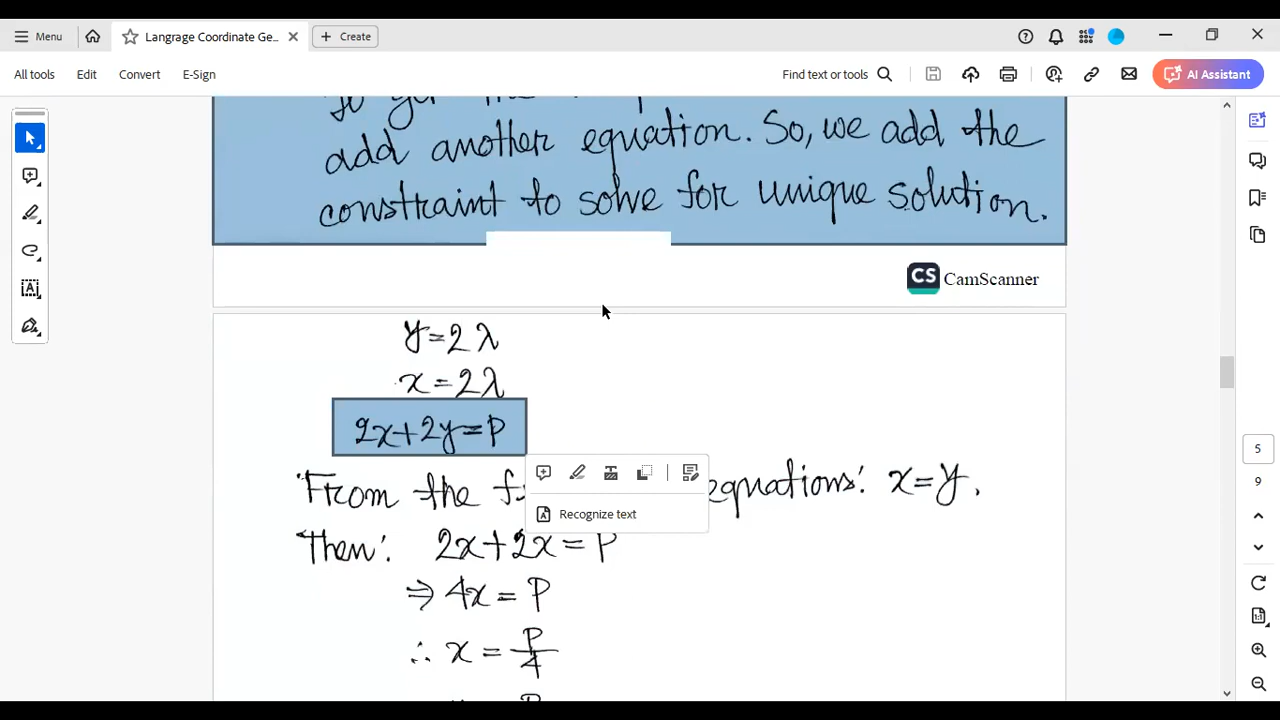 Menu
Langrage Coordinate Ge...
Create
All tools
Edit
Convert
E-Sign
Find text or tools
AI Assistant
add another equation. So, we add the
constraint to solve for unique solution.
CS CamScanner
y=2λ
x=2λ
2x+2y=P
From the equations: x=y.
Recognize text
Then: 2x+2x=P
⇒ 4x=P
∴ x = P/4
5
9